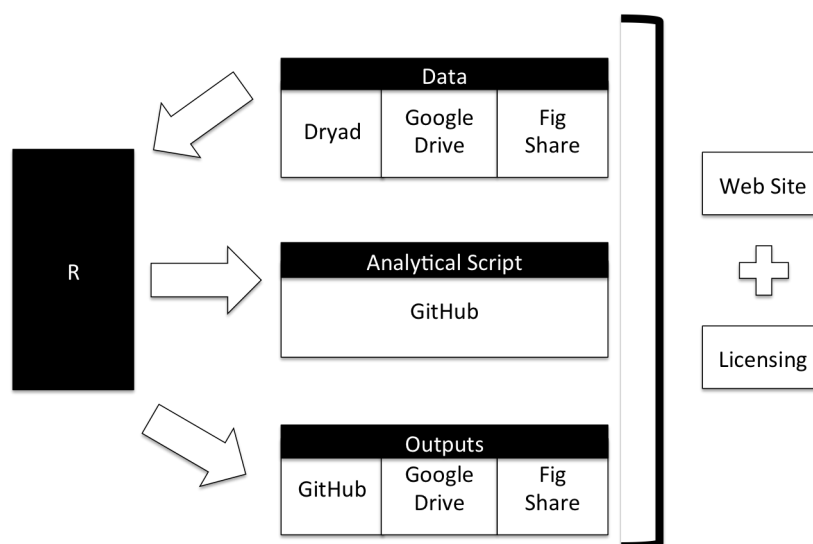 Data
Dryad
Google
Drive
Fig
Share
R
Analytical Script
GitHub
Outputs
GitHub
Google
Drive
Fig
Share
Web Site
Licensing